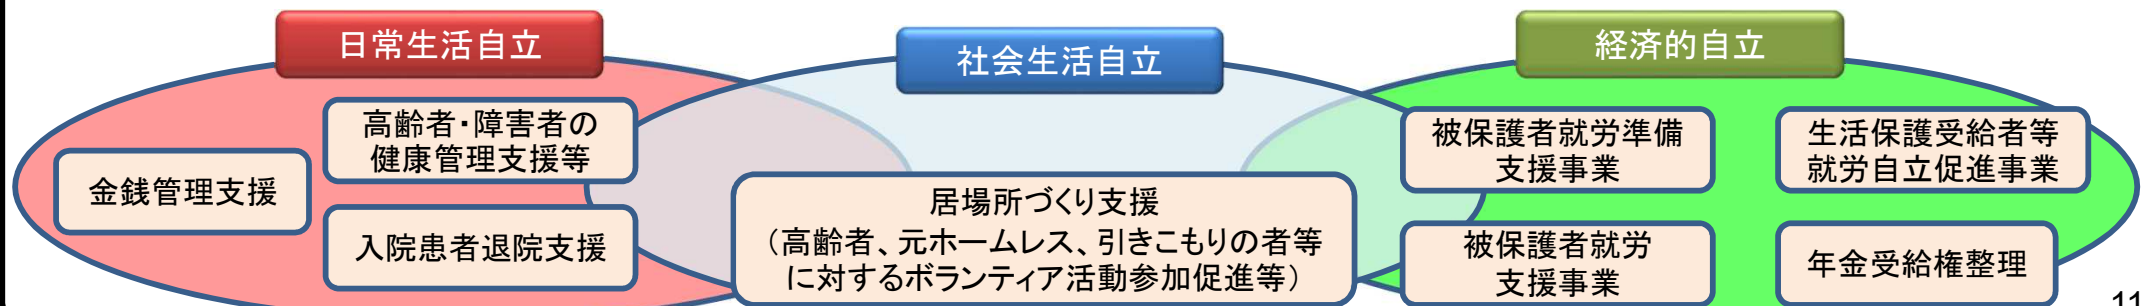 日常生活自立
社会生活自立
経済的自立
金銭管理支援
高齢者・障害者の
健康管理支援等
入院患者退院支援
居場所づくり支援
（高齢者、元ホームレス、引きこもりの者等
に対するボランティア活動参加促進等）
被保護者就労準備
支援事業
被保護者就労
支援事業
生活保護受給者等
就労自立促進事業
年金受給権整理
11